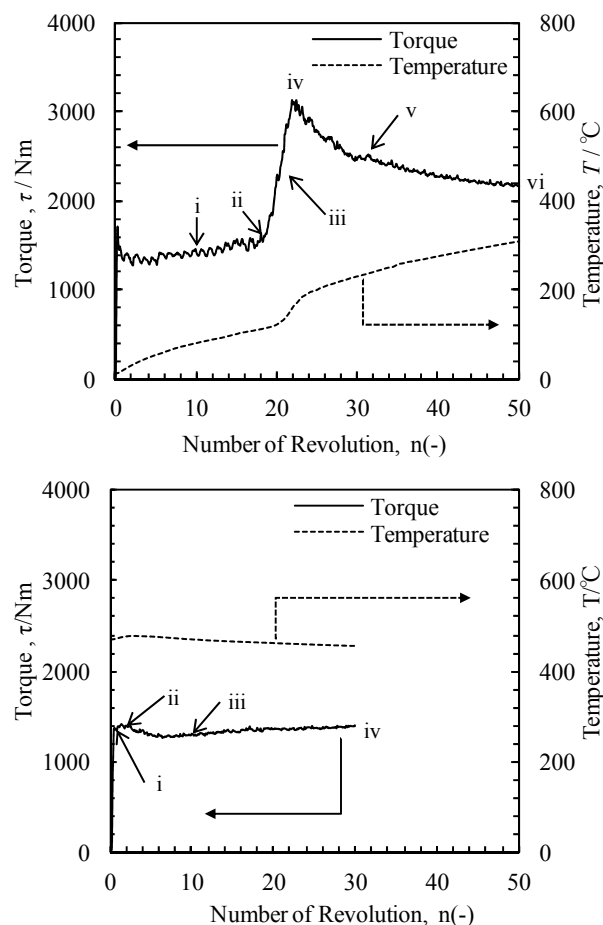 4000
3000
2000
1000
0
Torque , τ / Nm
800
600
400
200
0
Temperature, T / °C
Torque
Temperature
iv
v
i
ii
iii
vi
0 10 20 30 40 50
Number of Revolution, n(-)
4000
3000
2000
1000
0
Torque , τ/Nm
800
600
400
200
0
Temperature, T/°C
Torque
Temperature
ii
iii
iv
i
0 10 20 30 40 50
Number of Revolution, n(-)